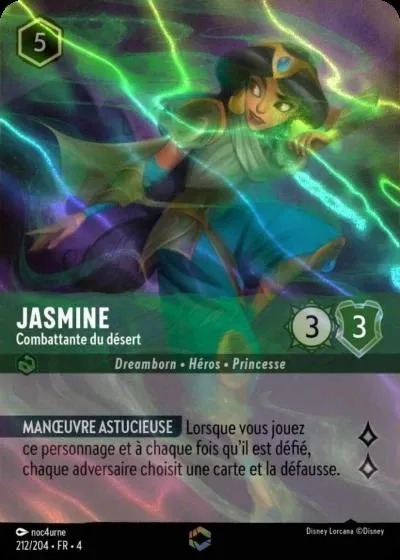 5
JASMINE
Combattante du désert
3
3
Dreamborn • Héros • Princesse
MANŒUVRE ASTUCIEUSE Lorsque vous jouez
ce personnage et à chaque fois qu'il est défié,
chaque adversaire choisit une carte et la défausse.
noc4urne
212/204 • FR • 4
Disney Lorcana ©Disney